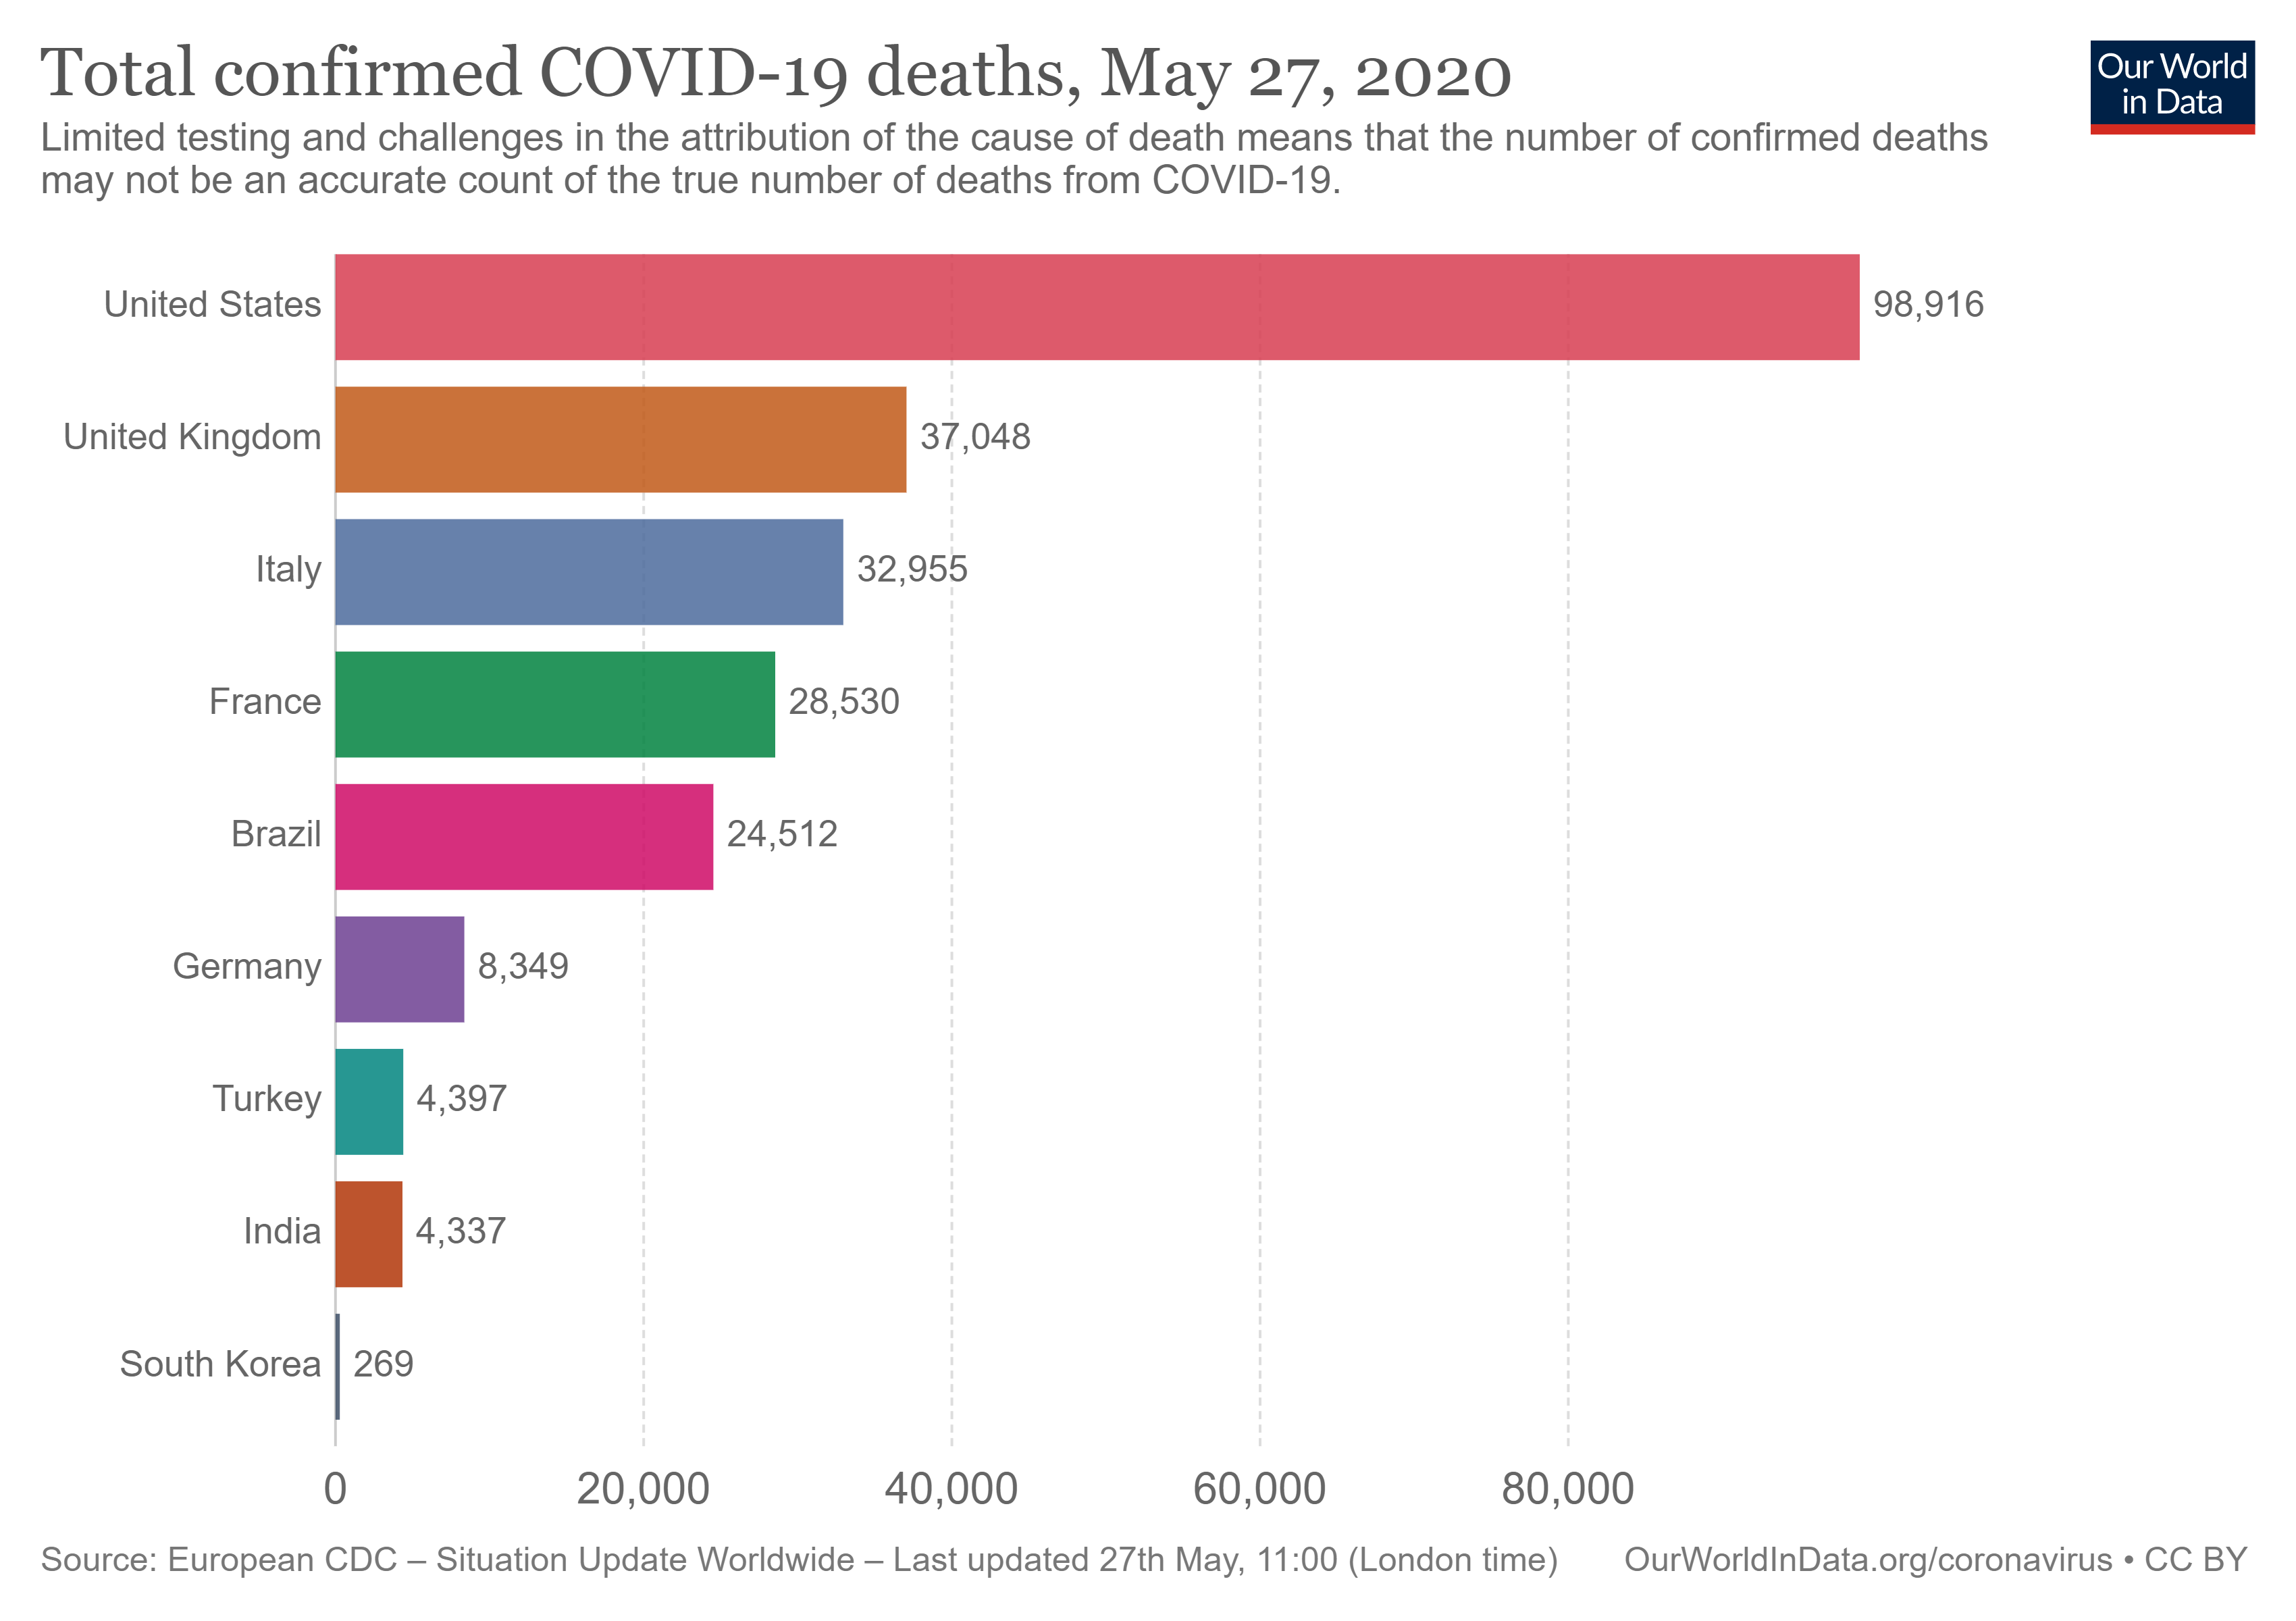 Total confirmed COVID-19 deaths, May 27, 2020
Our World
in Data
Limited testing and challenges in the attribution of the cause of death means that the number of confirmed deaths
may not be an accurate count of the true number of deaths from COVID-19.
United States 98,916
United Kingdom 37,048
Italy 32,955
France 28,530
Brazil 24,512
Germany 8,349
Turkey 4,397
India 4,337
South Korea 269
0 20,000 40,000 60,000 80,000
Source: European CDC – Situation Update Worldwide – Last updated 27th May, 11:00 (London time) OurWorldInData.org/coronavirus • CC BY